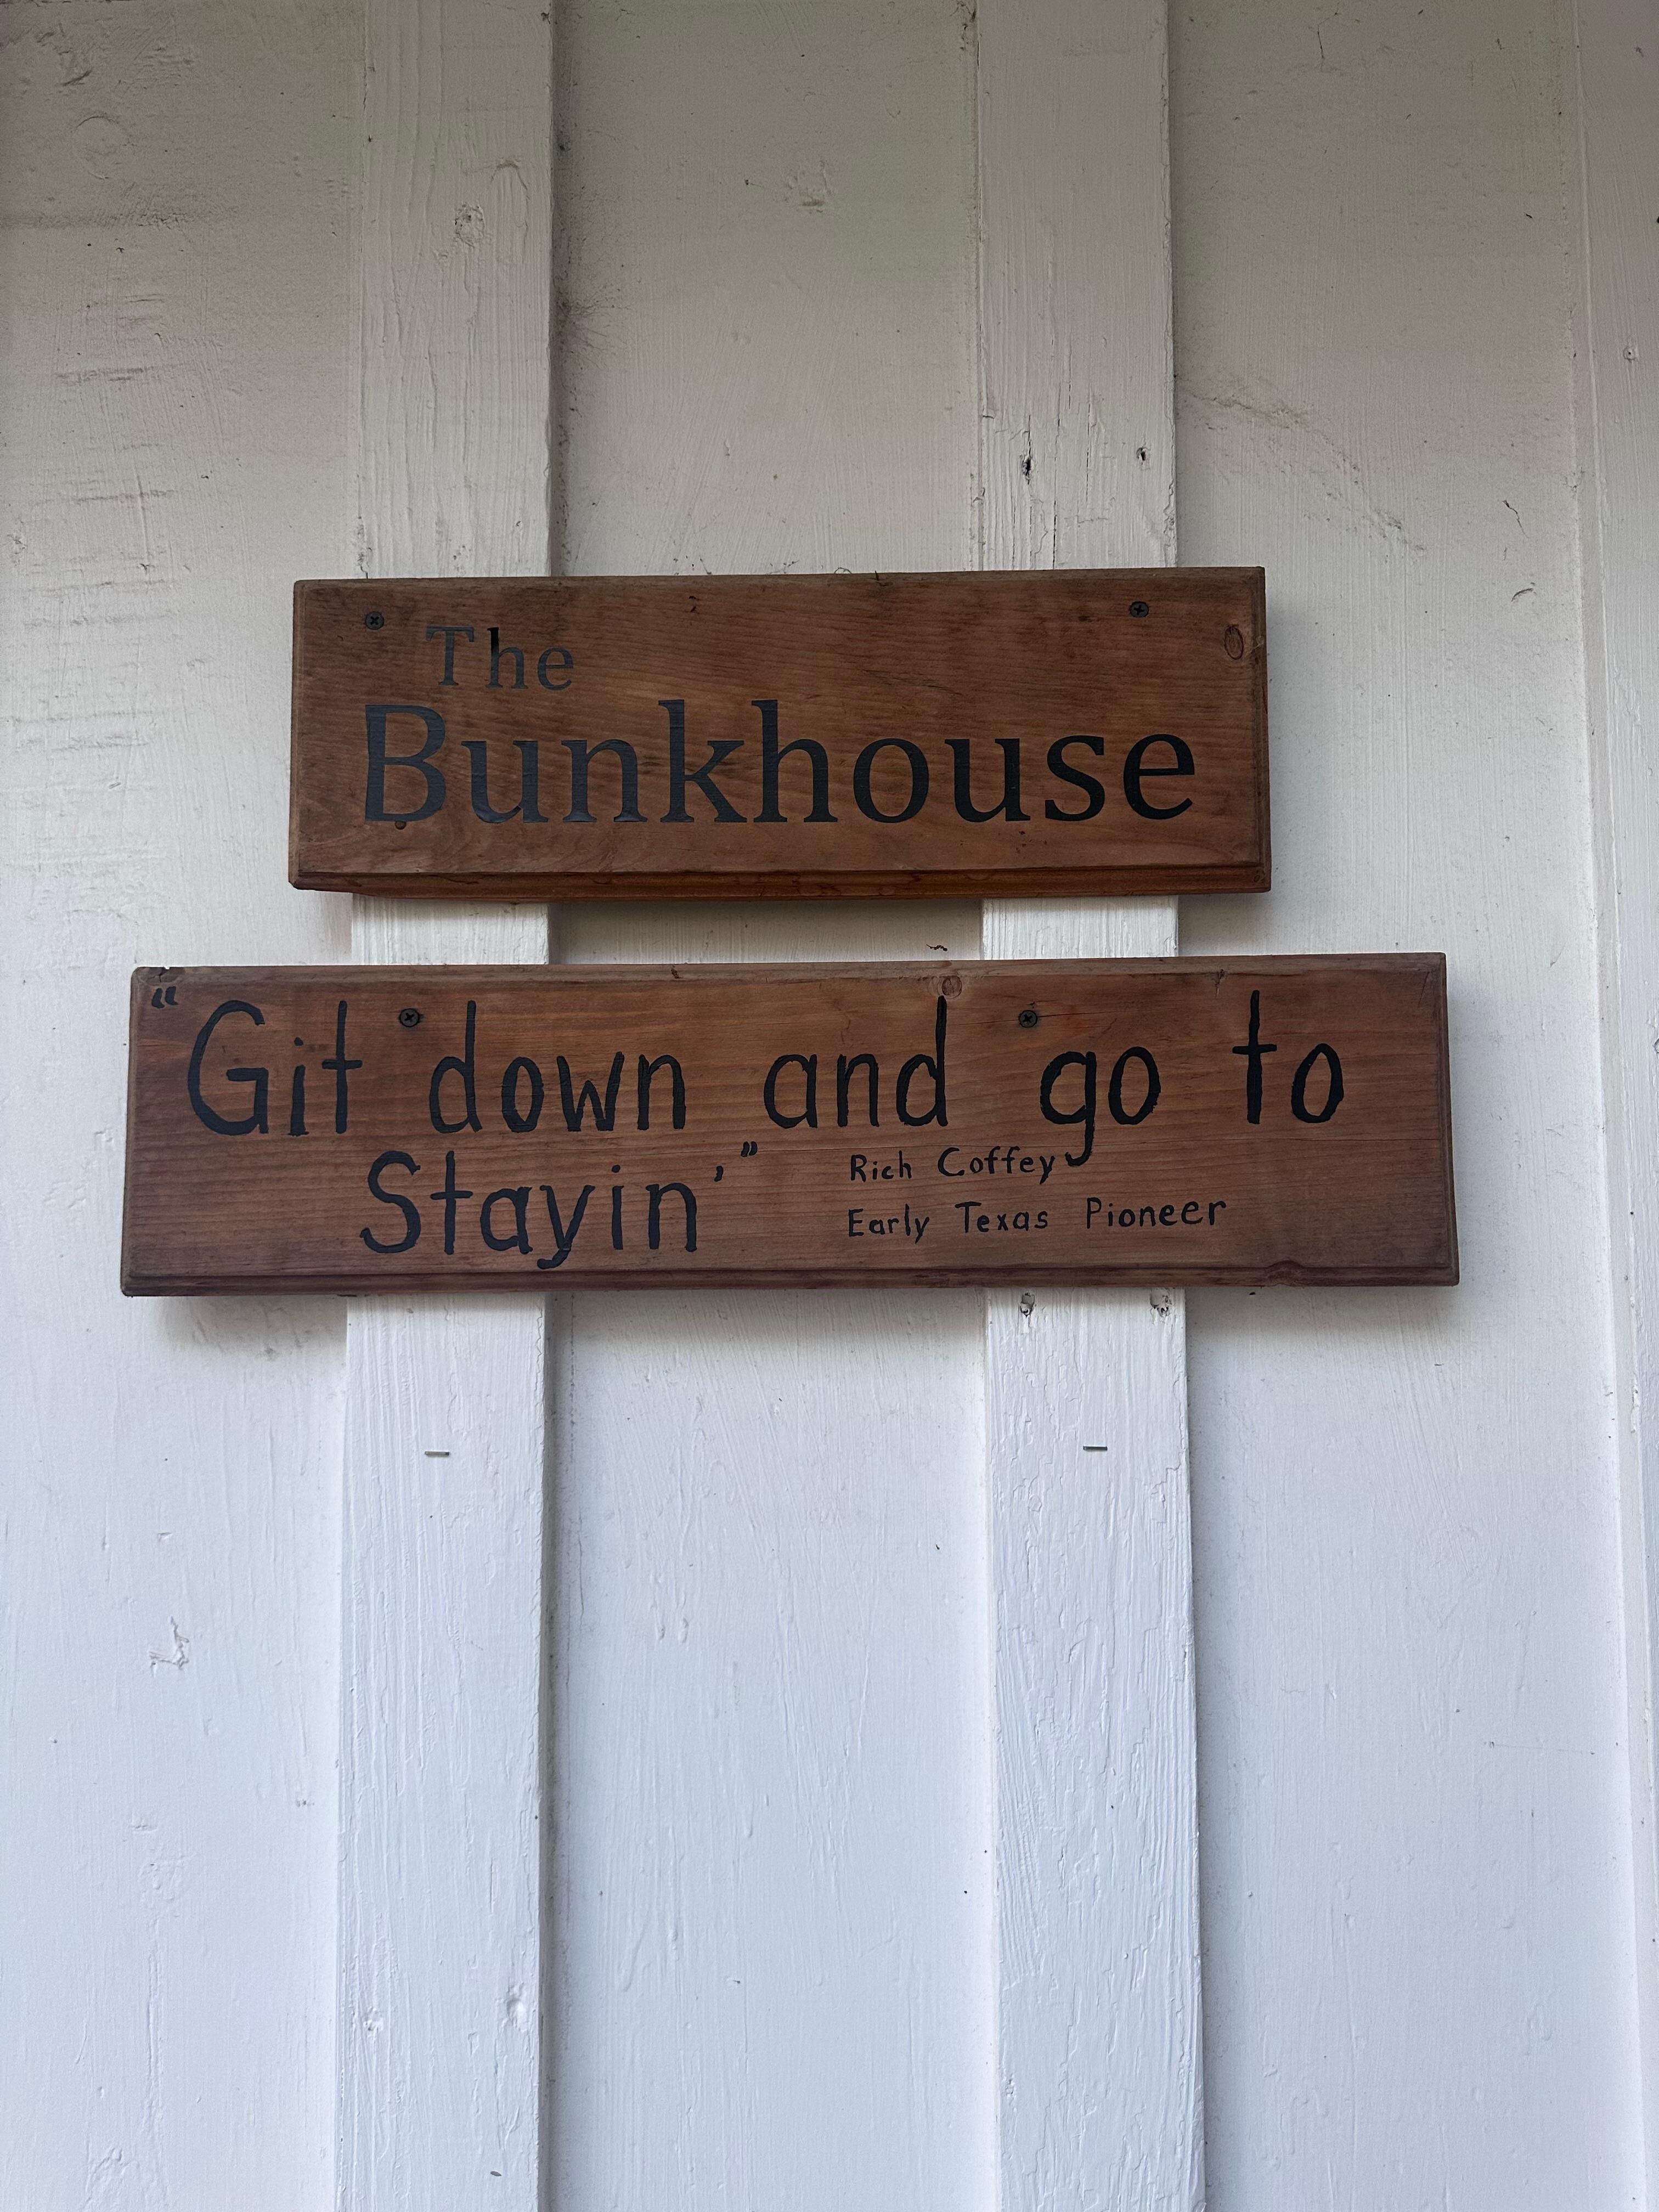 The
Bunkhouse
“Git down and go to
Stayin’”
Rich Coffey
Early Texas Pioneer